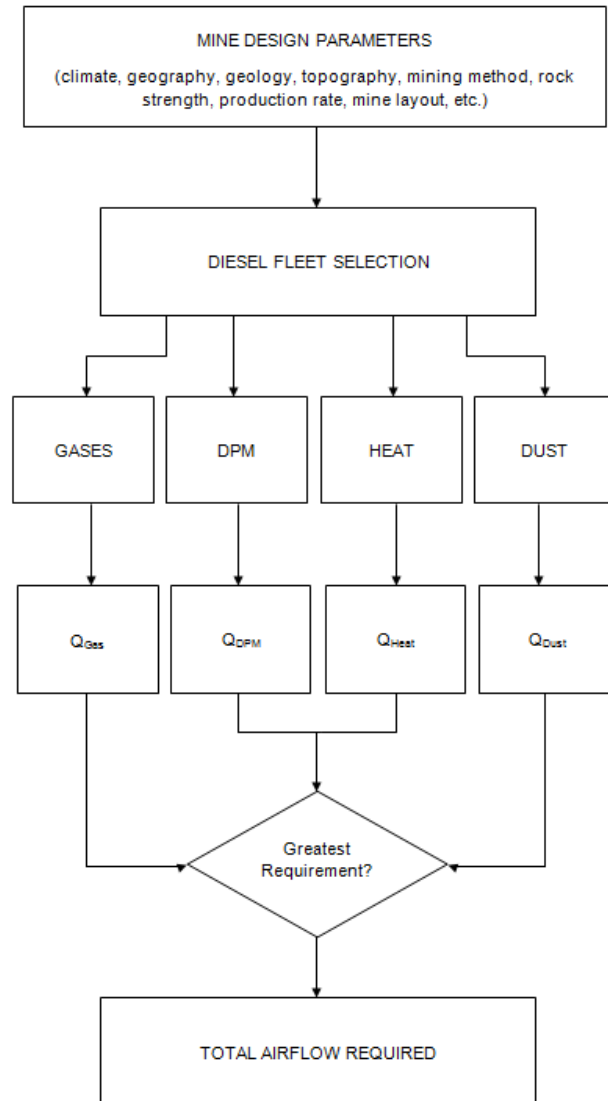 MINE DESIGN PARAMETERS
(climate, geography, geology, topography, mining method, rock
strength, production rate, mine layout, etc.)
DIESEL FLEET SELECTION
GASES
DPM
HEAT
DUST
QGas
QDPM
QHeat
QDust
Greatest
Requirement?
TOTAL AIRFLOW REQUIRED